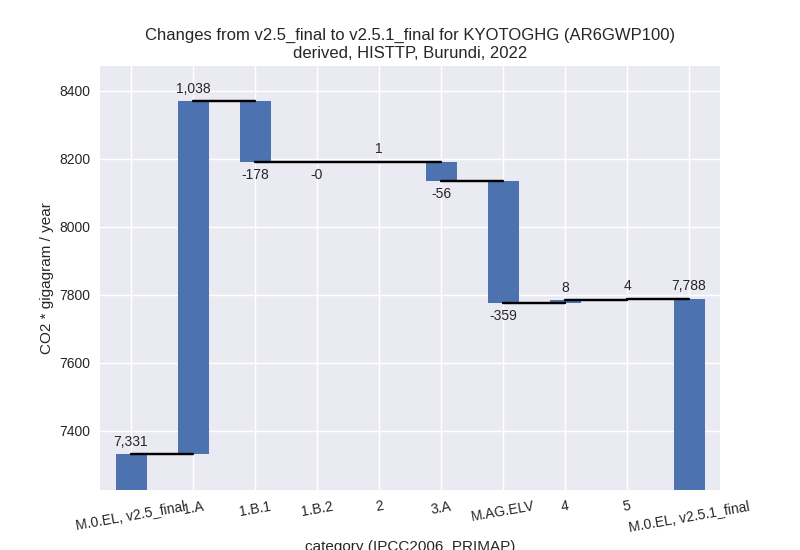 Changes from v2.5_final to v2.5.1_final for KYOTOGHG (AR6GWP100)
derived, HISTTP, Burundi, 2022
CO2 * gigagram / year
8400
8200
8000
7800
7600
7400
7,331
1,038
-178
-0
1
-56
-359
8
4
7,788
M.0.EL, v2.5_final
1.A
1.B.1
1.B.2
2
3.A
M.AG.ELV
4
5
M.0.EL, v2.5.1_final
category (IPCC2006_PRIMAP)